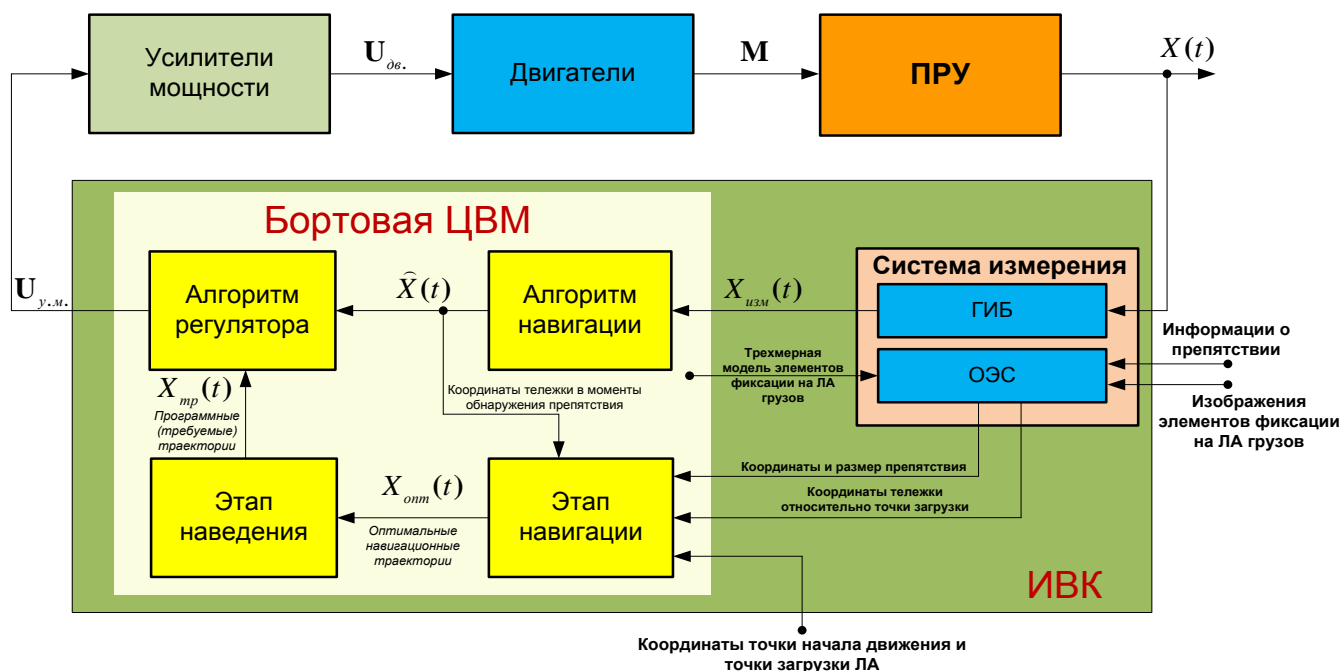 Усилители
мощности
U дв.
Двигатели
M
ПРУ
X(t)
Бортовая ЦВМ
U у.м.
Алгоритм
регулятора
X̂(t)
Алгоритм
навигации
X изм (t)
Система измерения
ГИБ
ОЭС
Информации о
препятствии
Изображения
элементов фиксации
на ЛА грузов
Трехмерная
модель элементов
фиксации на ЛА
грузов
Координаты тележки в моменты
обнаружения препятствия
X тр (t)
Программные
(требуемые)
траектории
Этап
наведения
X опт (t)
Оптимальные
навигационные
траектории
Этап
навигации
Координаты и размер препятствия
Координаты тележки
относительно точки загрузки
ИВК
Координаты точки начала движения и
точки загрузки ЛА